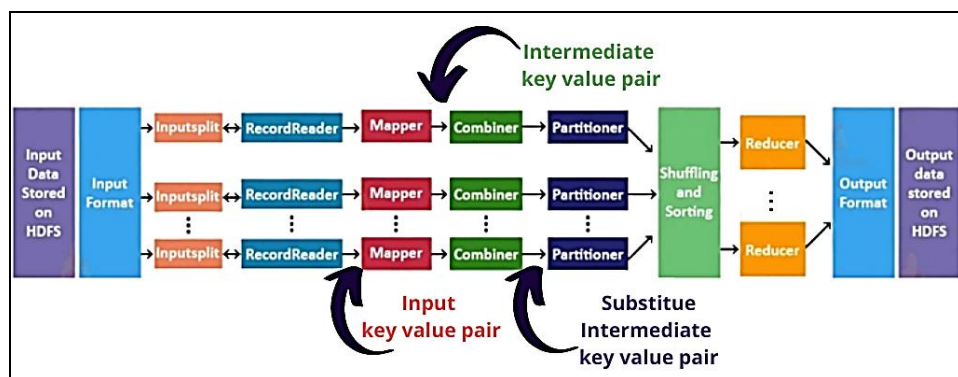 Intermediate
key value pair
Input
Data
Stored
on
HDFS
Input
Format
Inputsplit
RecordReader
Mapper
Combiner
Partitioner
Inputsplit
RecordReader
Mapper
Combiner
Partitioner
Inputsplit
RecordReader
Mapper
Combiner
Partitioner
Shuffling
and
Sorting
Reducer
Reducer
Output
Format
Output
data
stored
on
HDFS
Input
key value pair
Substitue
Intermediate
key value pair